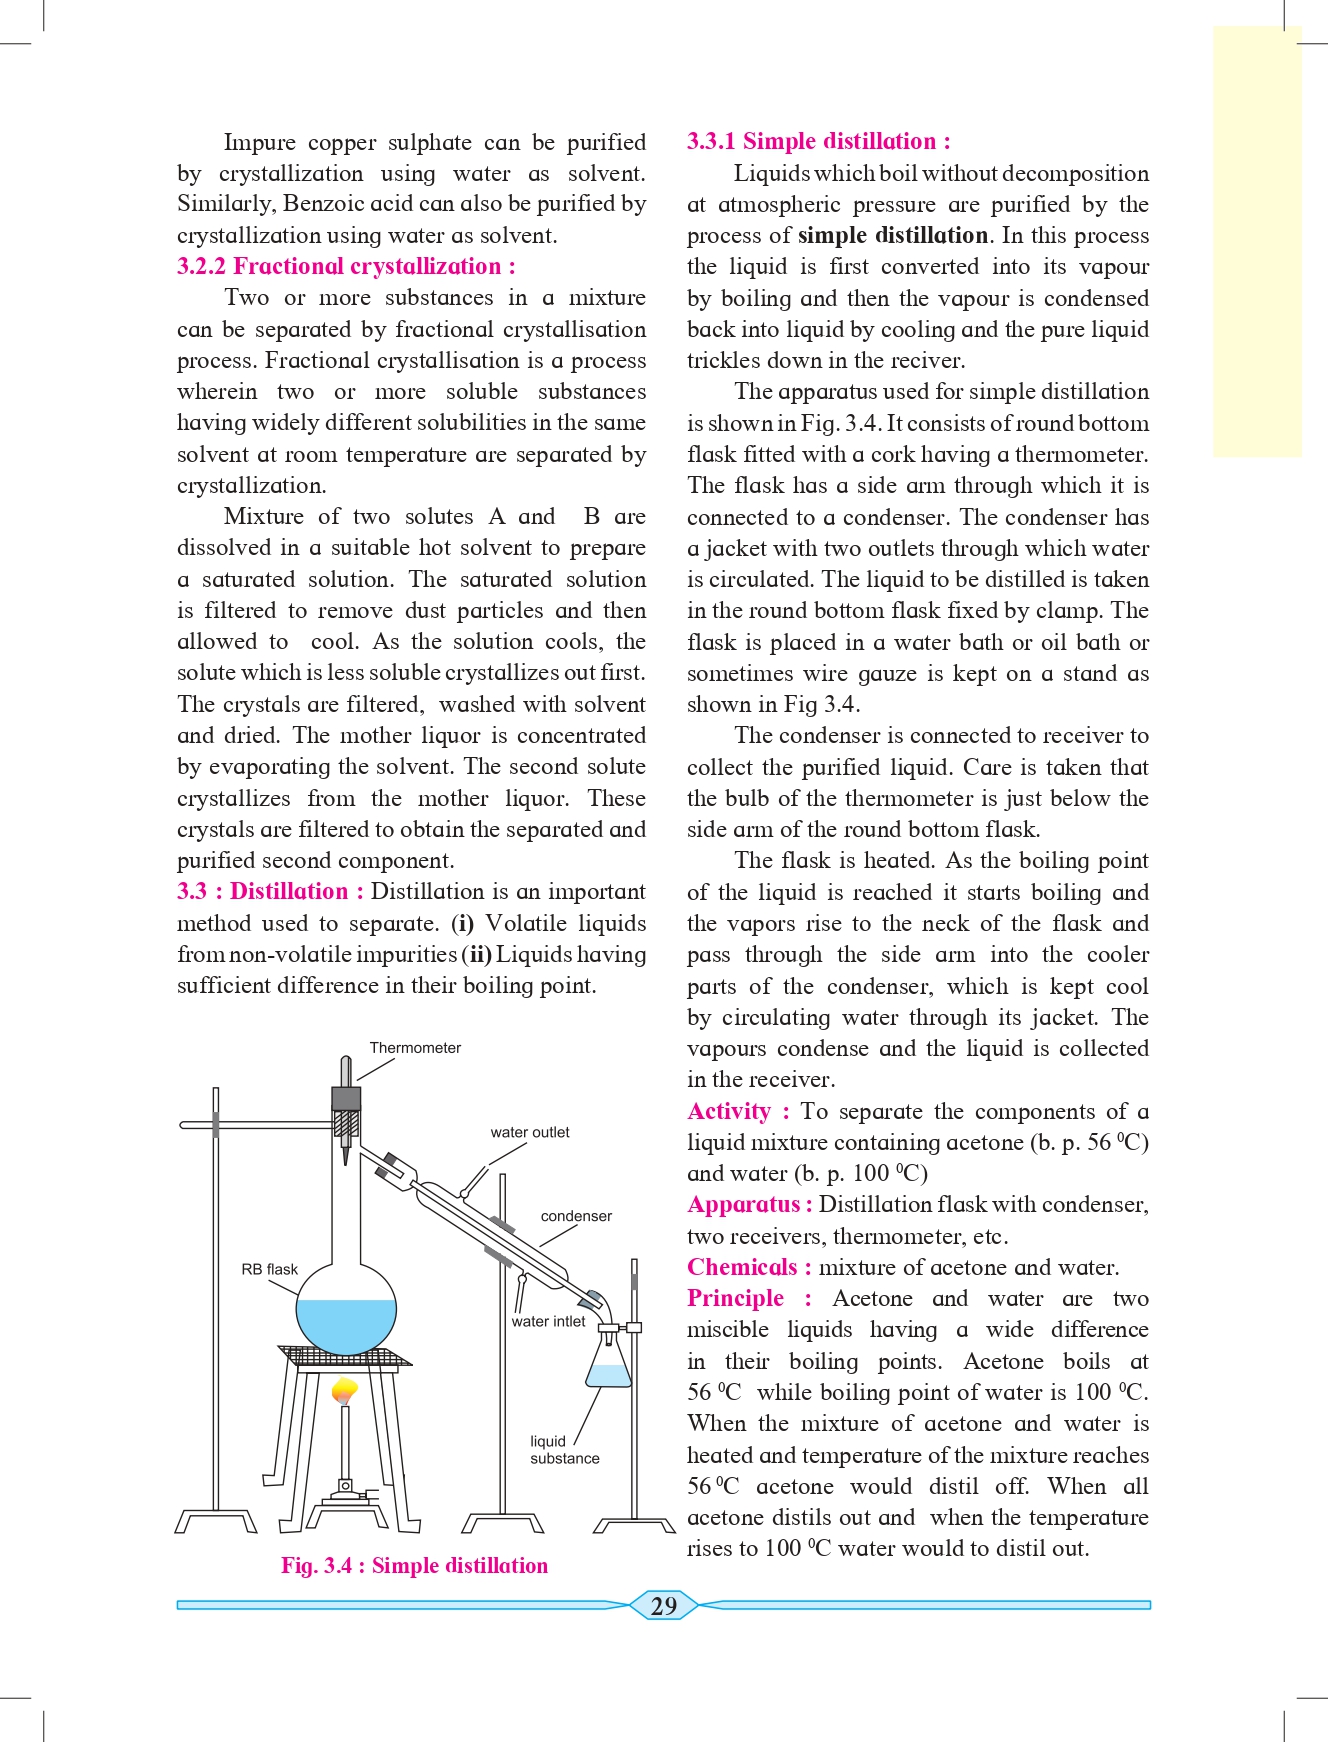 Impure copper sulphate can be purified
by crystallization using water as solvent.
Similarly, Benzoic acid can also be purified by
crystallization using water as solvent.
3.2.2 Fractional crystallization :
Two or more substances in a mixture
can be separated by fractional crystallisation
process. Fractional crystallisation is a process
wherein two or more soluble substances
having widely different solubilities in the same
solvent at room temperature are separated by
crystallization.
Mixture of two solutes A and B are
dissolved in a suitable hot solvent to prepare
a saturated solution. The saturated solution
is filtered to remove dust particles and then
allowed to cool. As the solution cools, the
solute which is less soluble crystallizes out first.
The crystals are filtered, washed with solvent
and dried. The mother liquor is concentrated
by evaporating the solvent. The second solute
crystallizes from the mother liquor. These
crystals are filtered to obtain the separated and
purified second component.
3.3 : Distillation : Distillation is an important
method used to separate. (i) Volatile liquids
from non-volatile impurities (ii) Liquids having
sufficient difference in their boiling point.
Thermometer
water outlet
condenser
RB flask
water intlet
liquid
substance
Fig. 3.4 : Simple distillation
3.3.1 Simple distillation :
Liquids which boil without decomposition
at atmospheric pressure are purified by the
process of simple distillation. In this process
the liquid is first converted into its vapour
by boiling and then the vapour is condensed
back into liquid by cooling and the pure liquid
trickles down in the reciver.
The apparatus used for simple distillation
is shown in Fig. 3.4. It consists of round bottom
flask fitted with a cork having a thermometer.
The flask has a side arm through which it is
connected to a condenser. The condenser has
a jacket with two outlets through which water
is circulated. The liquid to be distilled is taken
in the round bottom flask fixed by clamp. The
flask is placed in a water bath or oil bath or
sometimes wire gauze is kept on a stand as
shown in Fig 3.4.
The condenser is connected to receiver to
collect the purified liquid. Care is taken that
the bulb of the thermometer is just below the
side arm of the round bottom flask.
The flask is heated. As the boiling point
of the liquid is reached it starts boiling and
the vapors rise to the neck of the flask and
pass through the side arm into the cooler
parts of the condenser, which is kept cool
by circulating water through its jacket. The
vapours condense and the liquid is collected
in the receiver.
Activity : To separate the components of a
liquid mixture containing acetone (b. p. 56 ⁰C)
and water (b. p. 100 ⁰C)
Apparatus : Distillation flask with condenser,
two receivers, thermometer, etc.
Chemicals : mixture of acetone and water.
Principle : Acetone and water are two
miscible liquids having a wide difference
in their boiling points. Acetone boils at
56 ⁰C while boiling point of water is 100 ⁰C.
When the mixture of acetone and water is
heated and temperature of the mixture reaches
56 ⁰C acetone would distil off. When all
acetone distils out and when the temperature
rises to 100 ⁰C water would to distil out.
29